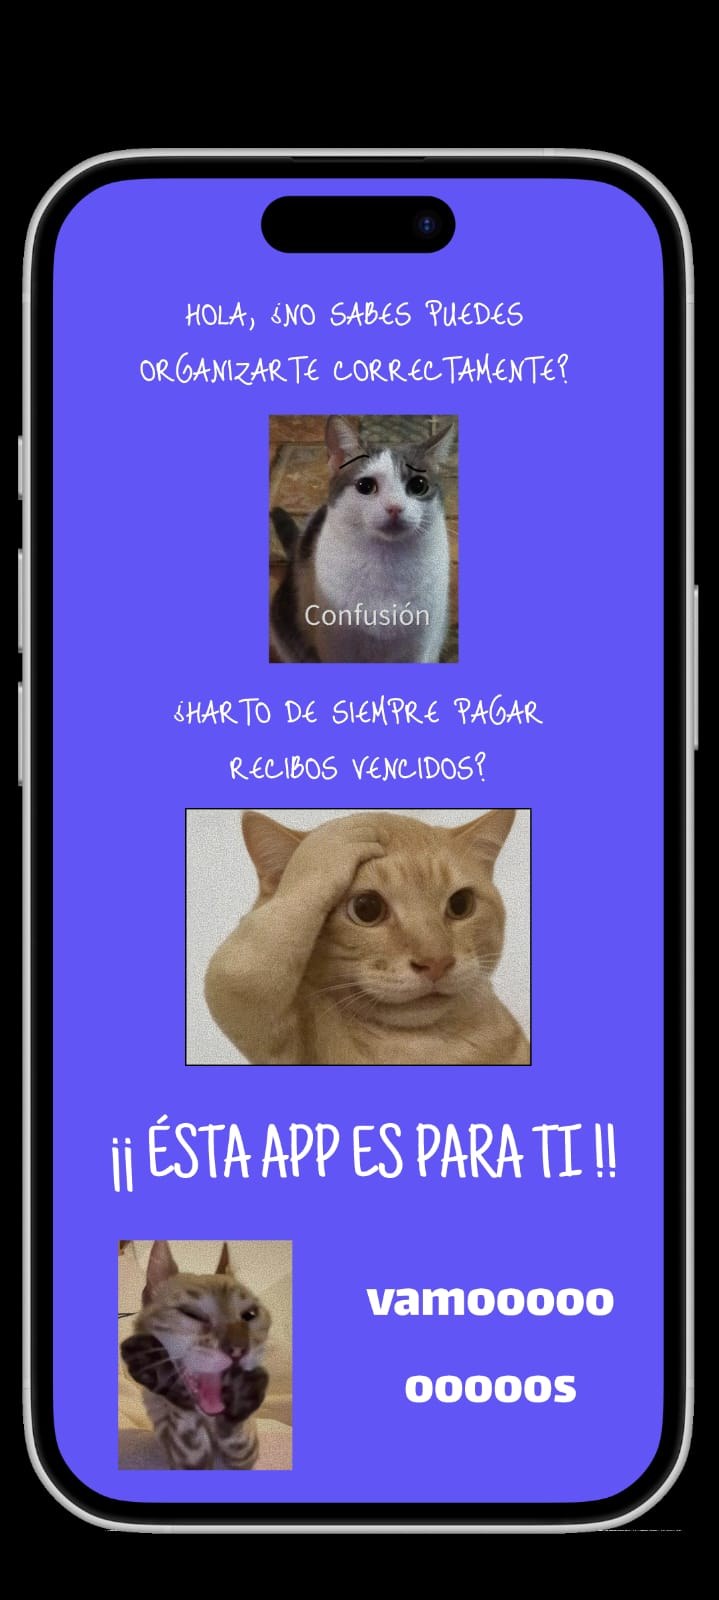 HOLA, ¿NO SABES PUEDES
ORGANIZARTE CORRECTAMENTE?
Confusión
¿HARTO DE SIEMPRE PAGAR
RECIBOS VENCIDOS?
¡¡ ÉSTA APP ES PARA TI !!
vamooooo
ooooos